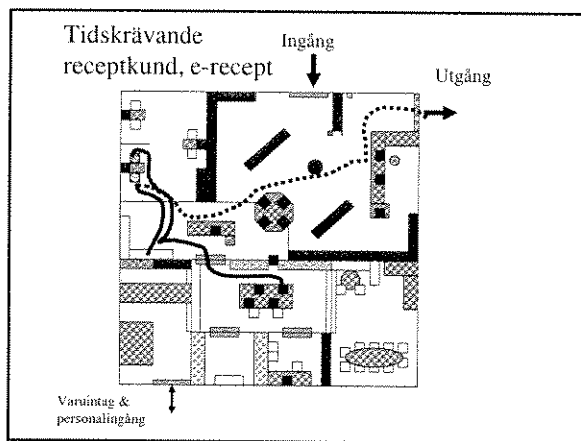 Tidskrävande
receptkund, e-recept
Ingång
Utgång
Varuintag &
personalingång